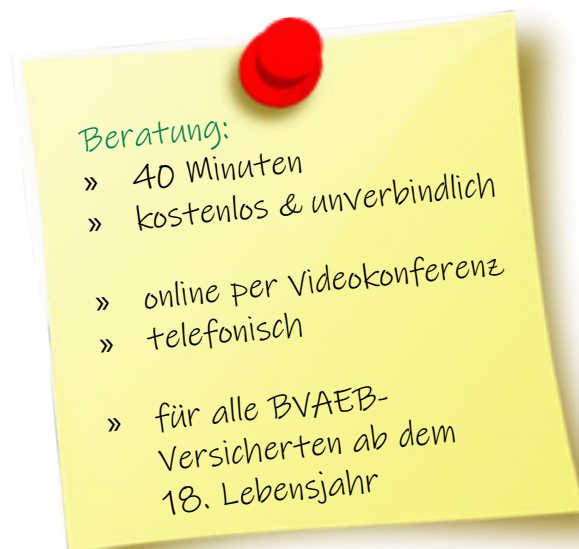 Beratung:
» 40 Minuten
» kostenlos & unverbindlich
» online per Videokonferenz
» telefonisch
» für alle BVAEB-
Versicherten ab dem
18. Lebensjahr